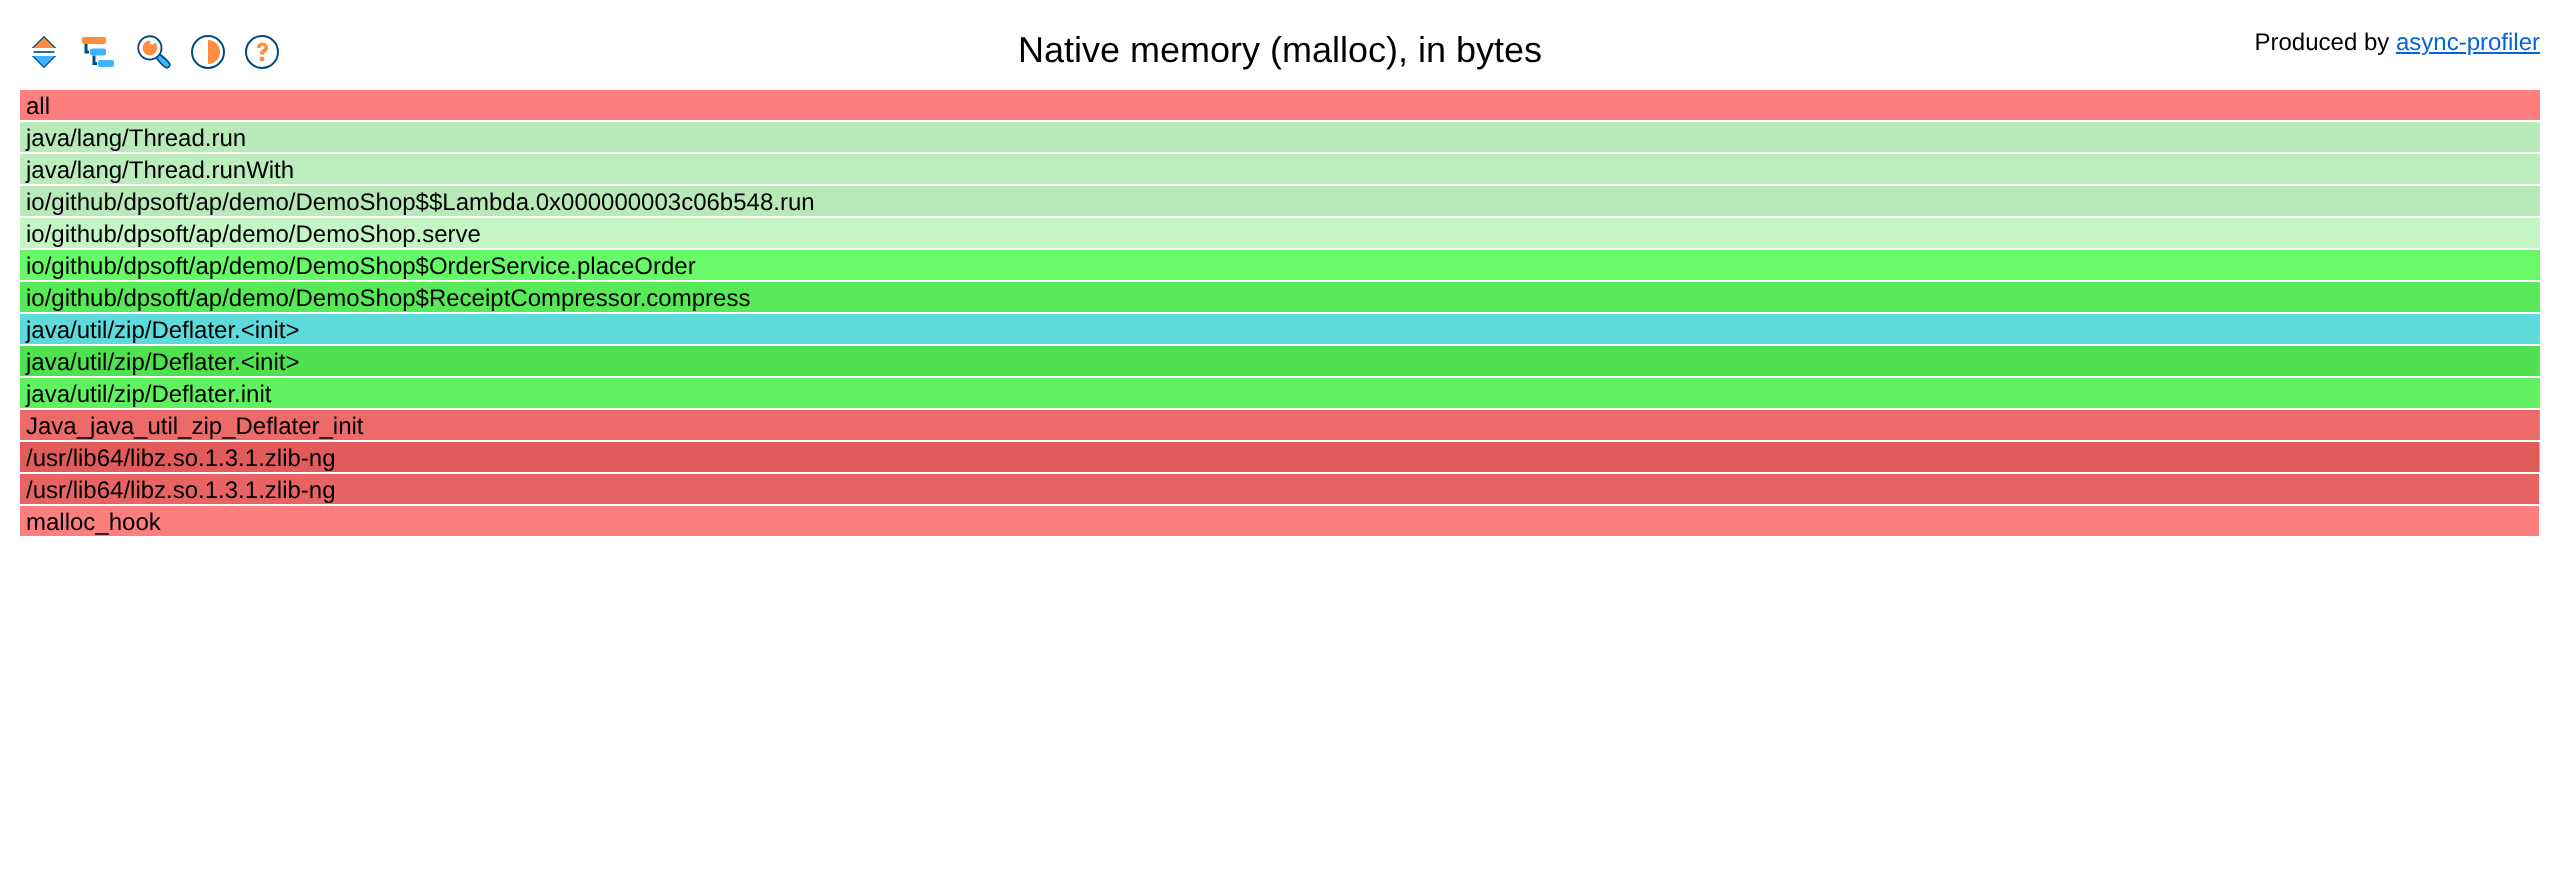 Native memory (malloc), in bytes
Produced by async-profiler
all
java/lang/Thread.run
java/lang/Thread.runWith
io/github/dpsoft/ap/demo/DemoShop$$Lambda.0x000000003c06b548.run
io/github/dpsoft/ap/demo/DemoShop.serve
io/github/dpsoft/ap/demo/DemoShop$OrderService.placeOrder
io/github/dpsoft/ap/demo/DemoShop$ReceiptCompressor.compress
java/util/zip/Deflater.<init>
java/util/zip/Deflater.<init>
java/util/zip/Deflater.init
Java_java_util_zip_Deflater_init
/usr/lib64/libz.so.1.3.1.zlib-ng
/usr/lib64/libz.so.1.3.1.zlib-ng
malloc_hook